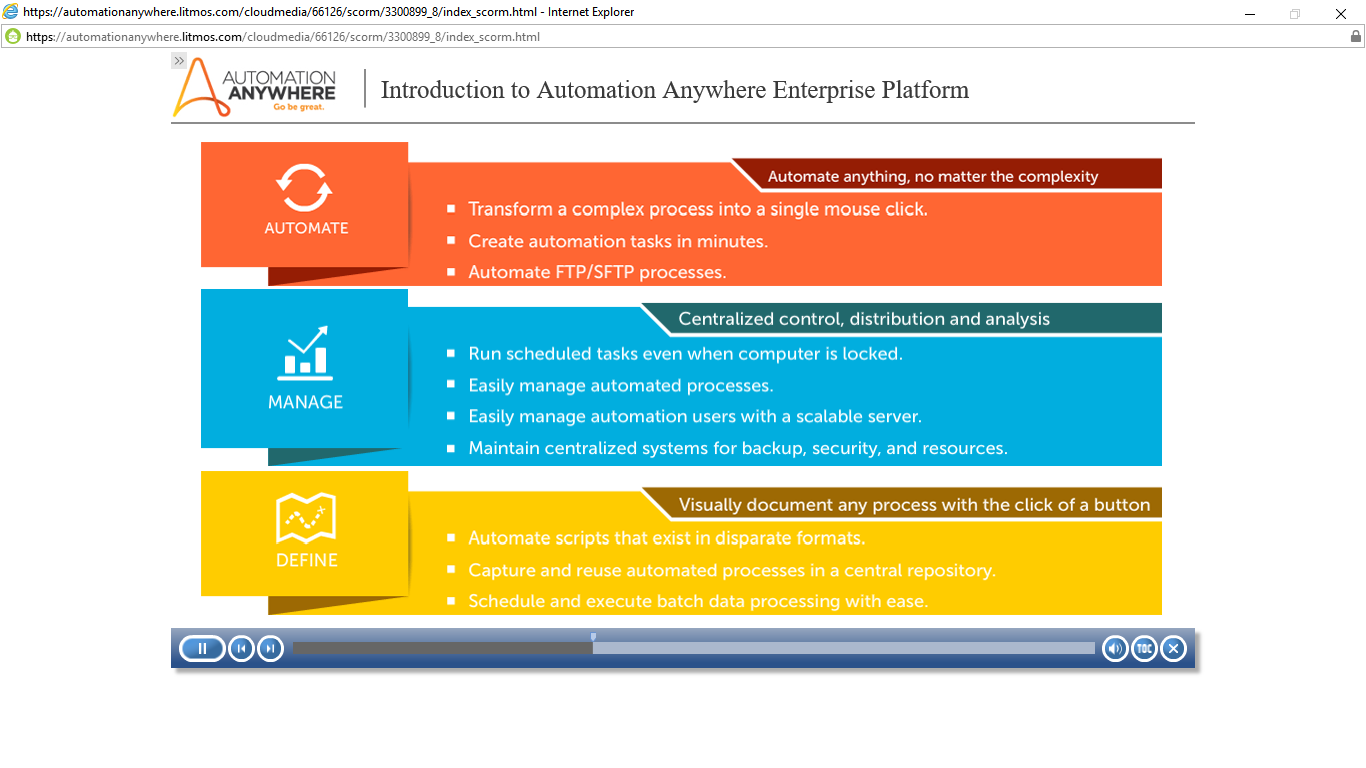 https://automationanywhere.litmos.com/cloudmedia/66126/scorm/3300899_8/index_scorm.html - Internet Explorer
https://automationanywhere.litmos.com/cloudmedia/66126/scorm/3300899_8/index_scorm.html
AUTOMATION
ANYWHERE
Go be great.
Introduction to Automation Anywhere Enterprise Platform
AUTOMATE
Automate anything, no matter the complexity
Transform a complex process into a single mouse click.
Create automation tasks in minutes.
Automate FTP/SFTP processes.
MANAGE
Centralized control, distribution and analysis
Run scheduled tasks even when computer is locked.
Easily manage automated processes.
Easily manage automation users with a scalable server.
Maintain centralized systems for backup, security, and resources.
DEFINE
Visually document any process with the click of a button
Automate scripts that exist in disparate formats.
Capture and reuse automated processes in a central repository.
Schedule and execute batch data processing with ease.
TOC